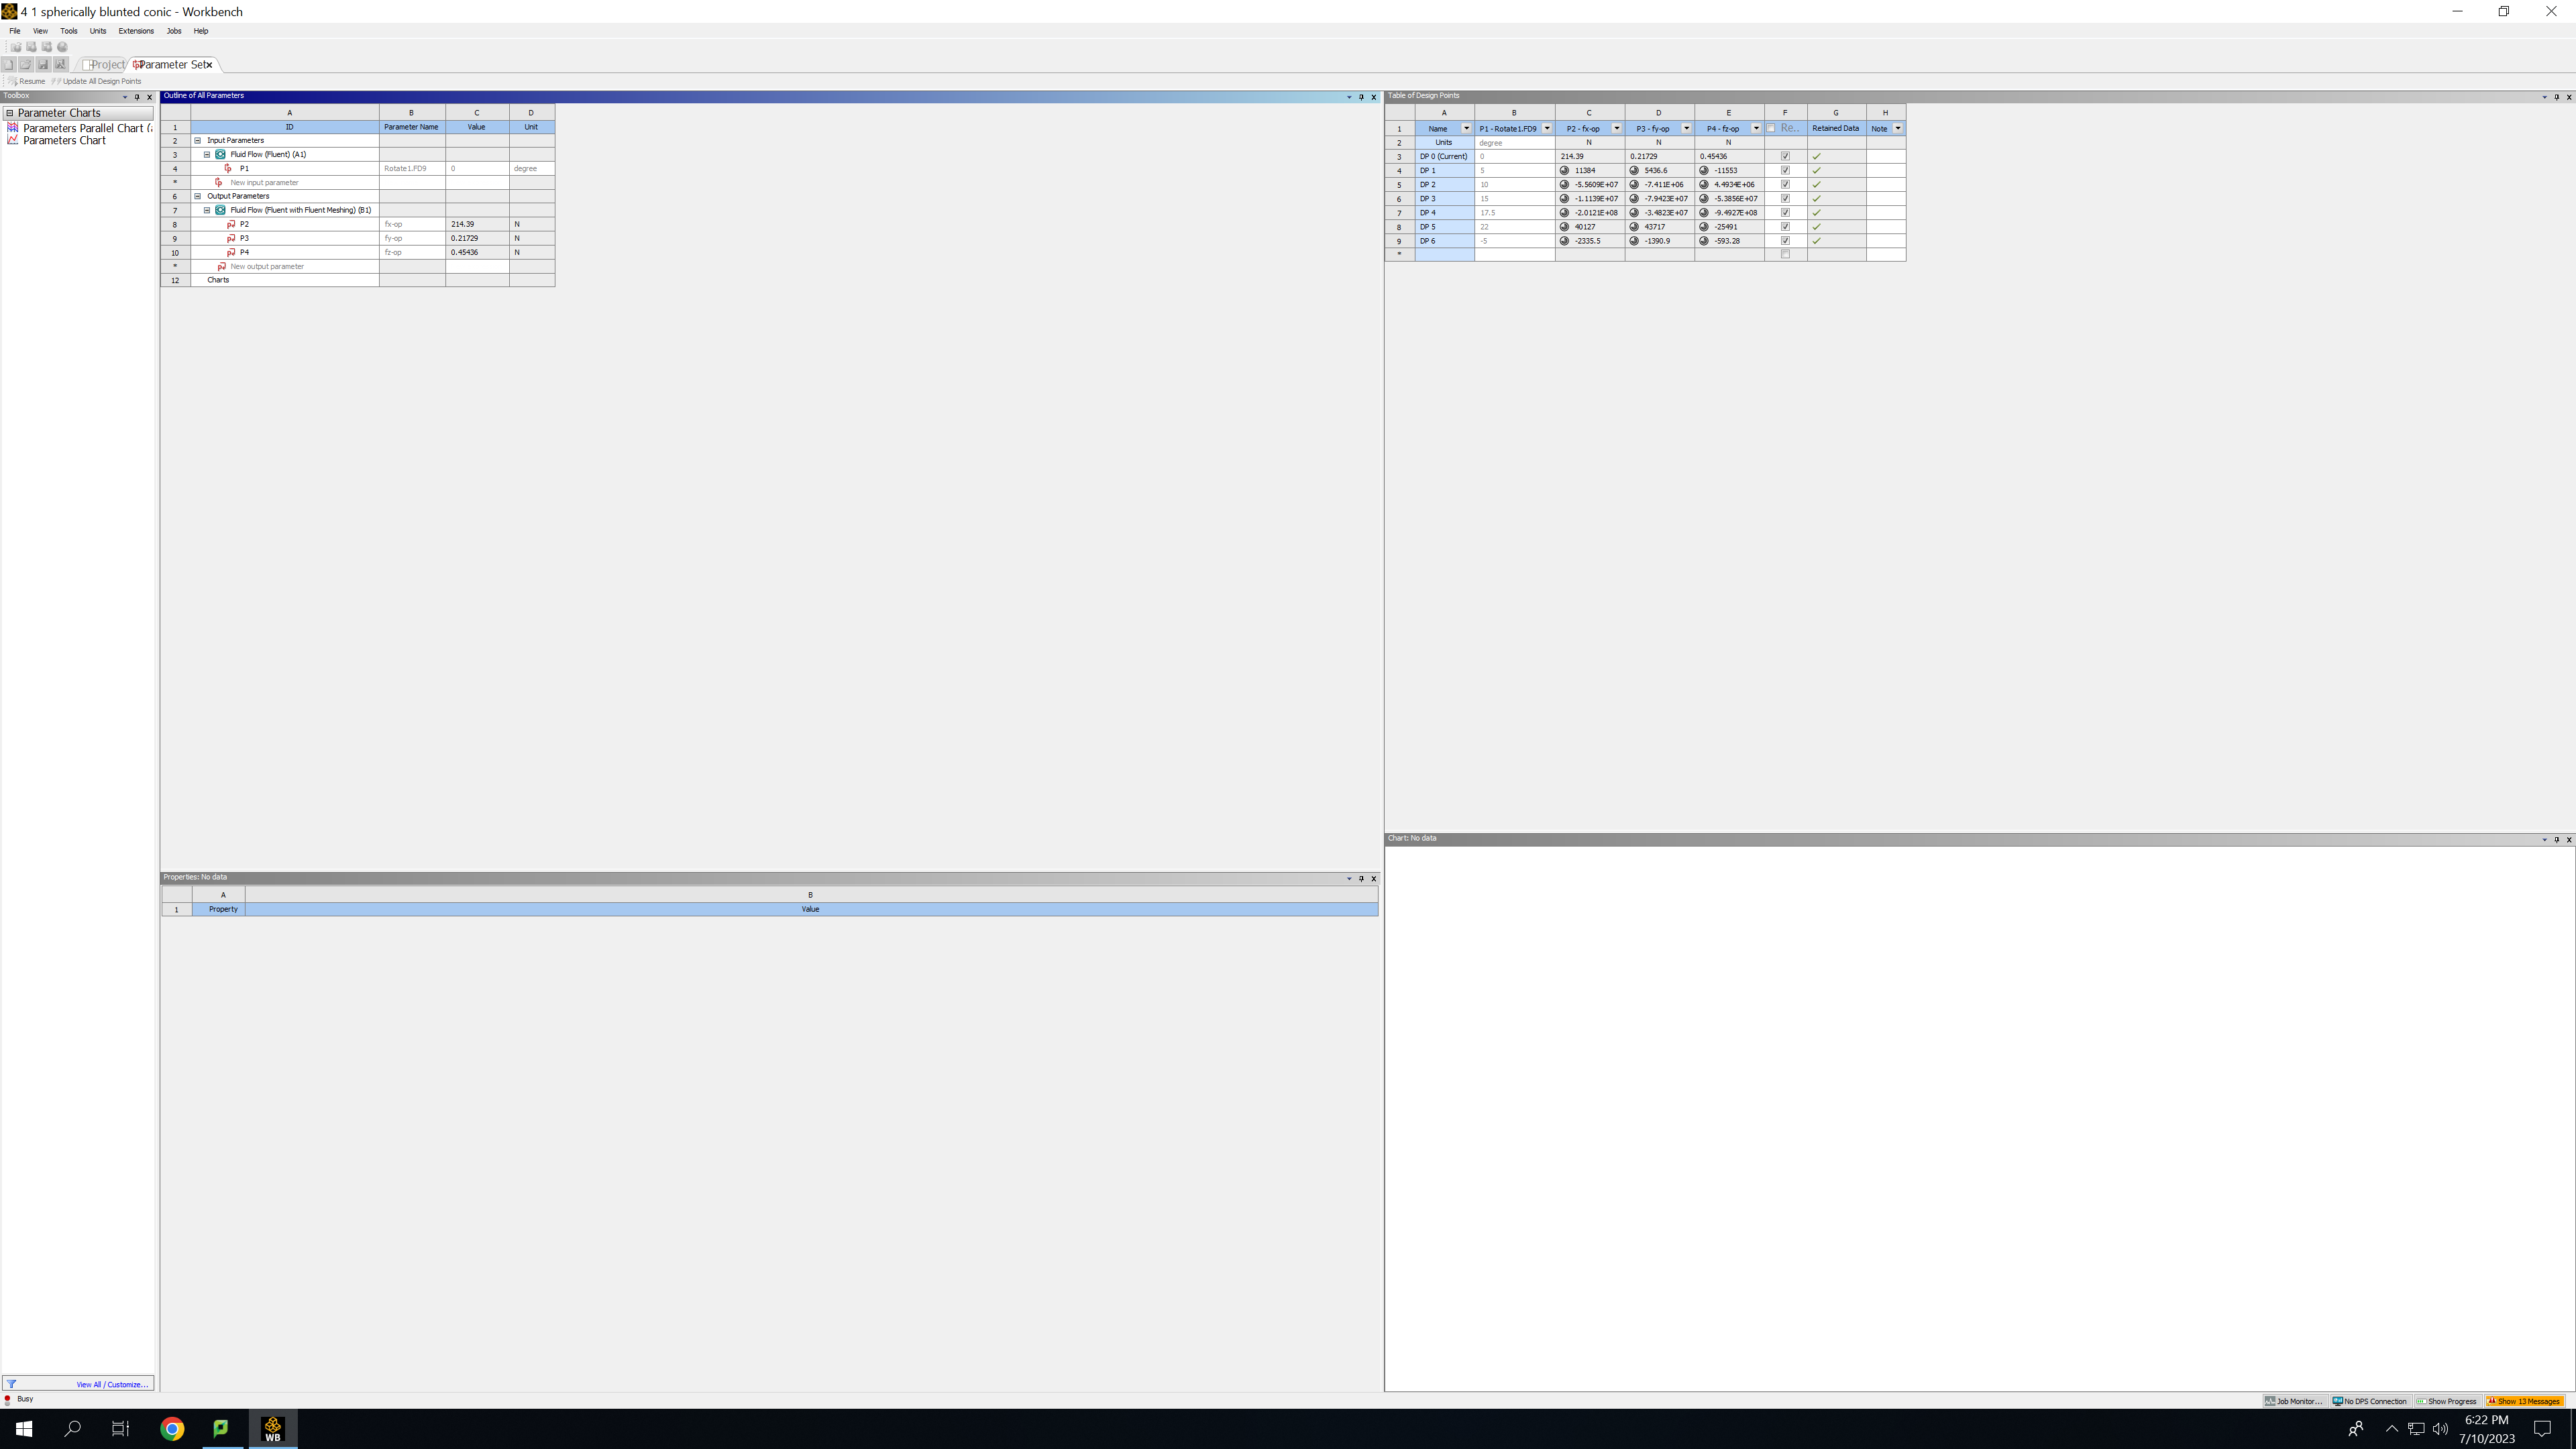 4 1 spherically blunted conic - Workbench
File View Tools Units Extensions Jobs Help
Project Parameter Set
Resume Update All Design Points
Toolbox
Parameter Charts
Parameters Parallel Chart (
Parameters Chart
View All / Customize...
Outline of All Parameters
A B C D
1 ID Parameter Name Value Unit
2 Input Parameters
3 Fluid Flow (Fluent) (A1)
4 P1 Rotate1.FD9 0 degree
* New input parameter
6 Output Parameters
7 Fluid Flow (Fluent with Fluent Meshing) (B1)
8 P2 fx-op 214.39 N
9 P3 fy-op 0.21729 N
10 P4 fz-op 0.45436 N
* New output parameter
12 Charts
Properties: No data
A B
1 Property Value
Table of Design Points
A B C D E F G H
1 Name P1 - Rotate1.FD9 P2 - fx-op P3 - fy-op P4 - fz-op Re... Retained Data Note
2 Units degree N N N
3 DP 0 (Current) 0 214.39 0.21729 0.45436
4 DP 1 5 11384 5436.6 -11553
5 DP 2 10 -5.5609E+07 -7.411E+06 4.4934E+06
6 DP 3 15 -1.1139E+07 -7.9423E+07 -5.3856E+07
7 DP 4 17.5 -2.0121E+08 -3.4823E+07 -9.4927E+08
8 DP 5 22 40127 43717 -25491
9 DP 6 -5 -2335.5 -1390.9 -593.28
*
Chart: No data
Busy
Job Monitor... No DPS Connection Show Progress Show 13 Messages
WB
6:22 PM
7/10/2023